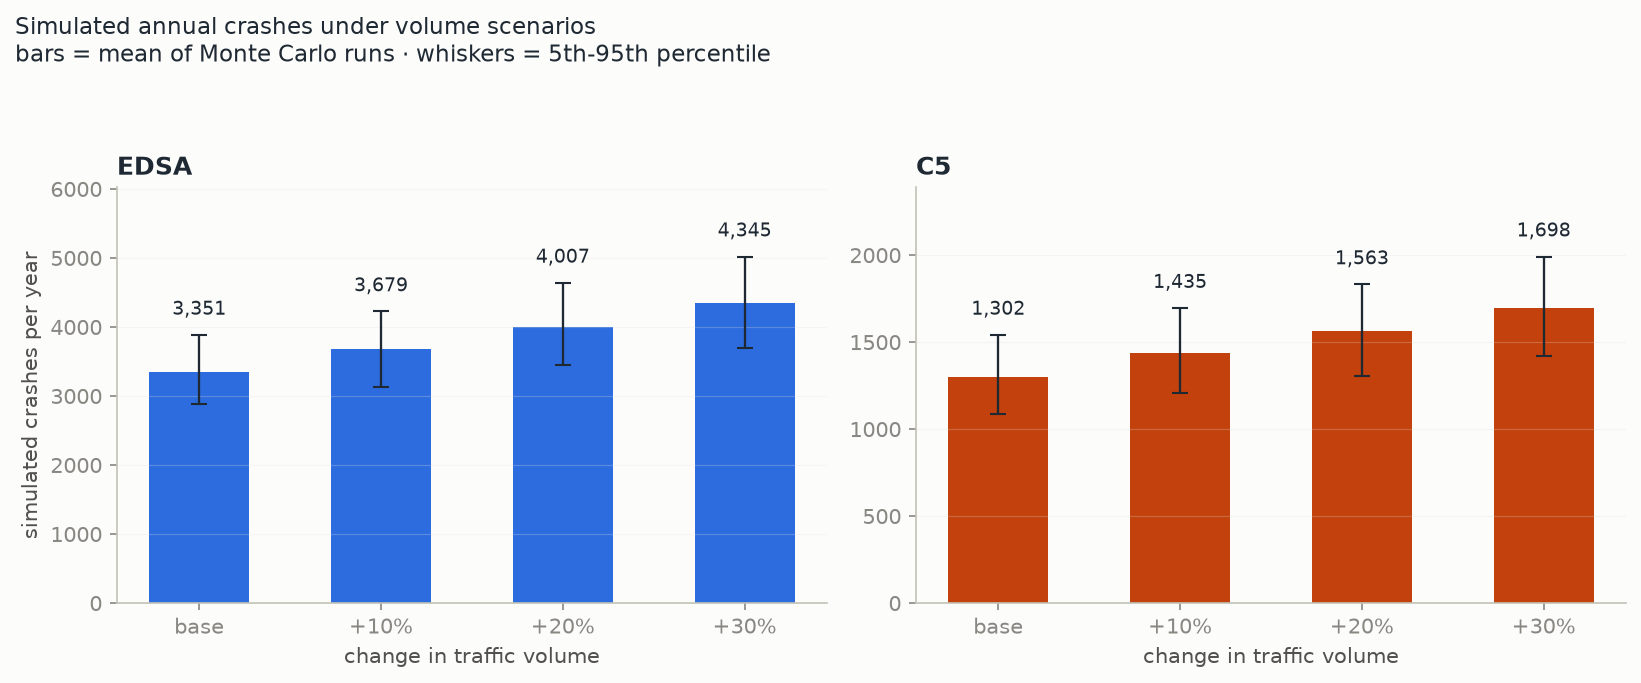 Simulated annual crashes under volume scenarios
bars = mean of Monte Carlo runs · whiskers = 5th-95th percentile
EDSA
simulated crashes per year
6000
5000
4000
3000
2000
1000
0
3,351
3,679
4,007
4,345
base
+10%
+20%
+30%
change in traffic volume
C5
2000
1500
1000
500
0
1,302
1,435
1,563
1,698
base
+10%
+20%
+30%
change in traffic volume